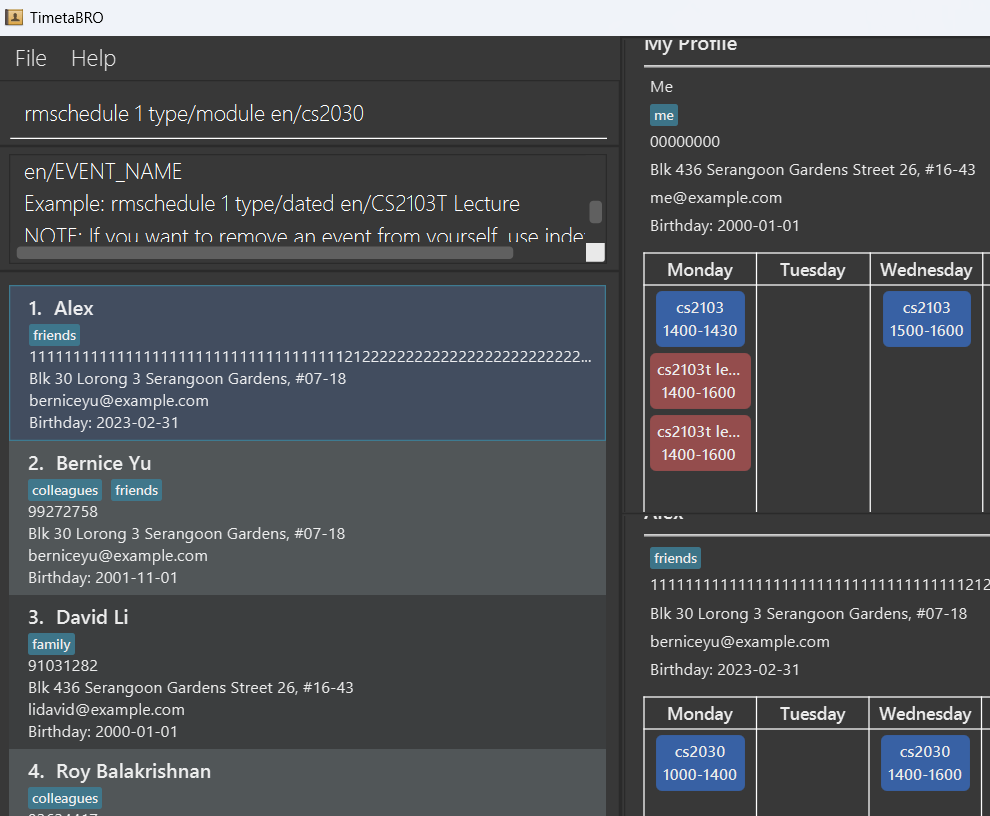 TimetaBRO
File Help
rmschedule 1 type/module en/cs2030
en/EVENT_NAME
Example: rmschedule 1 type/dated en/CS2103T Lecture
NOTE: If you want to remove an event from yourself, use inde
1. Alex
friends
Blk 30 Lorong 3 Serangoon Gardens, #07-18
berniceyu@example.com
Birthday: 2023-02-31
2. Bernice Yu
colleagues friends
99272758
Blk 30 Lorong 3 Serangoon Gardens, #07-18
berniceyu@example.com
Birthday: 2001-11-01
3. David Li
family
91031282
Blk 436 Serangoon Gardens Street 26, #16-43
lidavid@example.com
Birthday: 2000-01-01
4. Roy Balakrishnan
colleagues
My Profile
Me
me
00000000
Blk 436 Serangoon Gardens Street 26, #16-43
me@example.com
Birthday: 2000-01-01
Monday Tuesday Wednesday
cs2103 cs2103
1400-1430 1500-1600
cs2103t le...
1400-1600
cs2103t le...
1400-1600
Alex
friends
Blk 30 Lorong 3 Serangoon Gardens, #07-18
berniceyu@example.com
Birthday: 2023-02-31
Monday Tuesday Wednesday
cs2030 cs2030
1000-1400 1400-1600